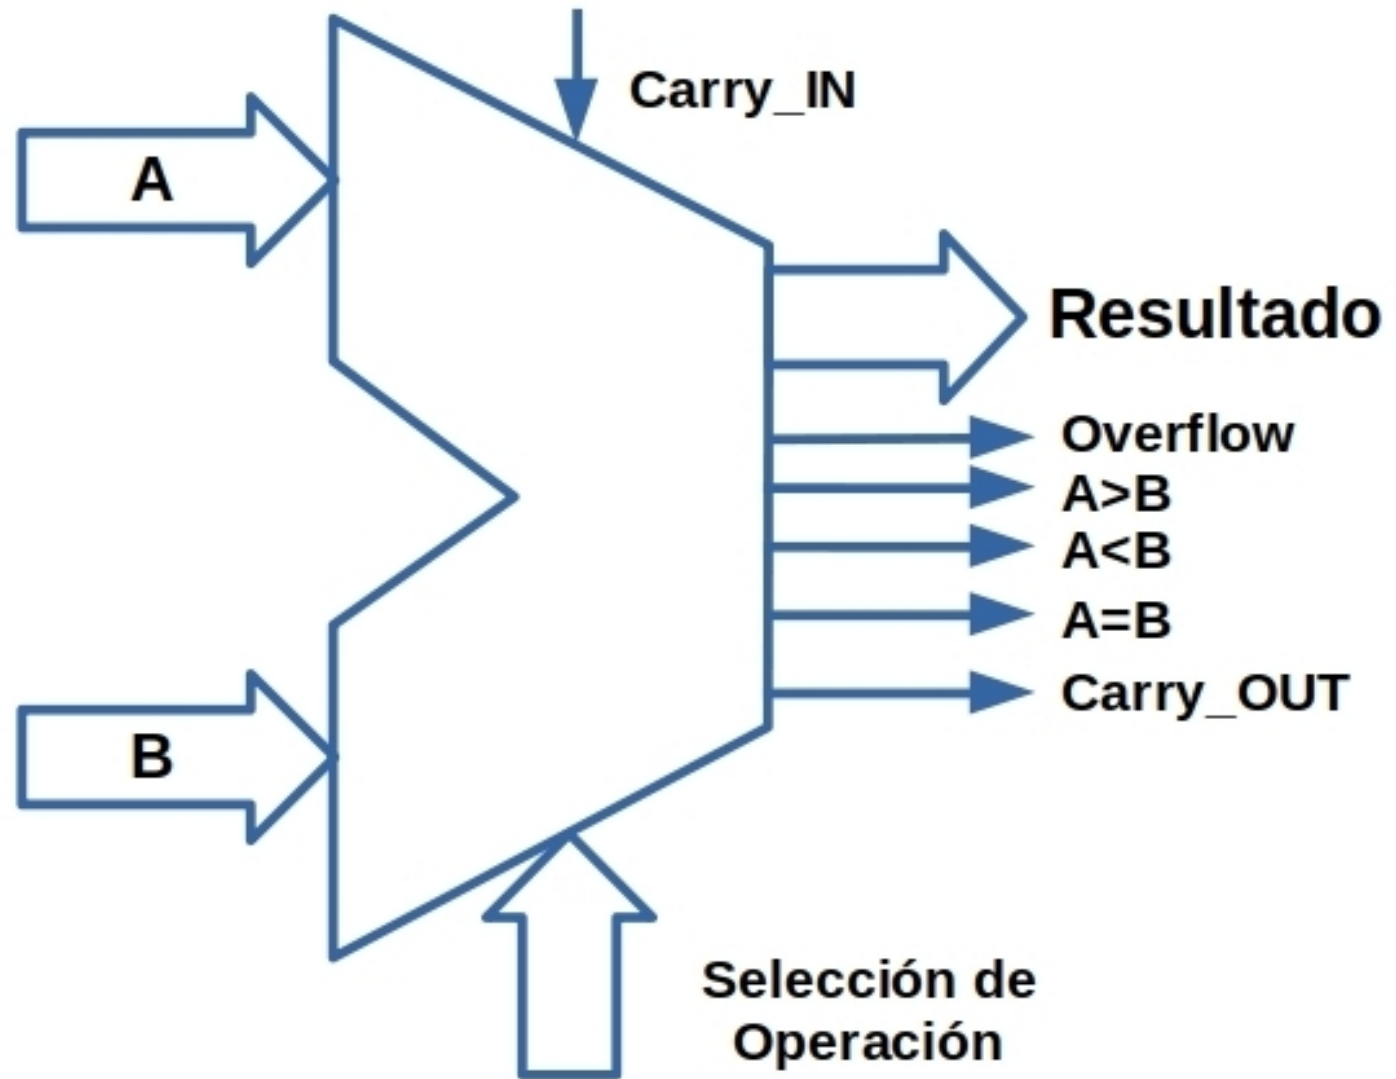 Carry_IN
A
Resultado
Overflow
A>B
A<B
A=B
Carry_OUT
B
Selección de
Operación